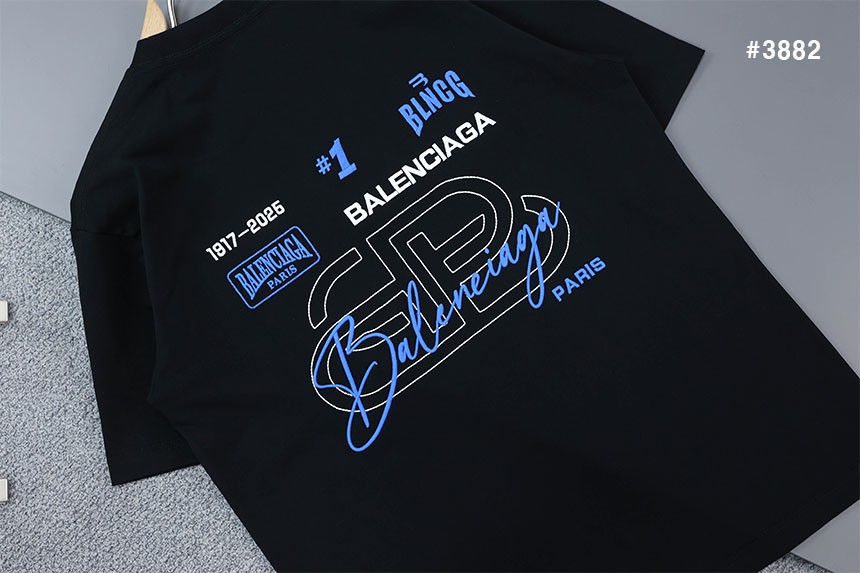 #3882
BLNCG
#1
BALENCIAGA
1917–2025
BALENCIAGA
PARIS
Balenciaga
PARIS